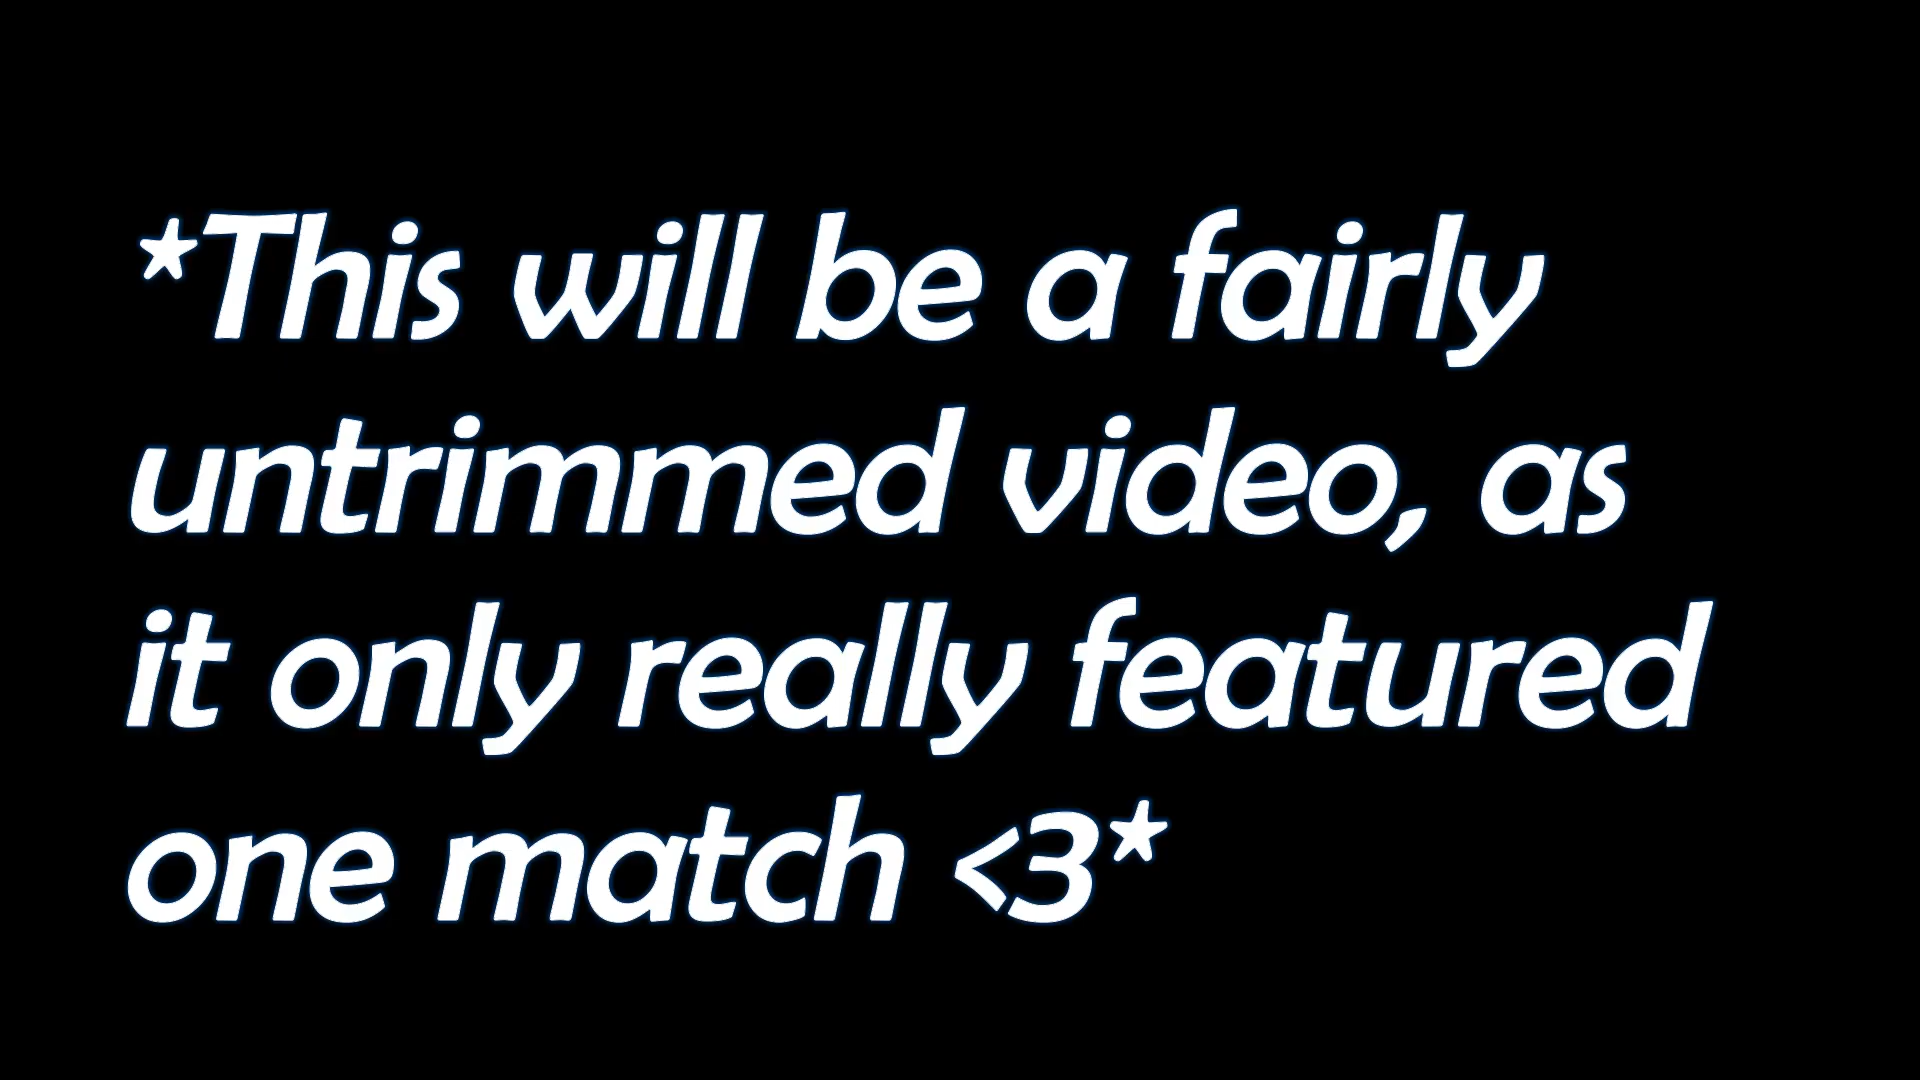 *This will be a fairly
untrimmed video, as
it only really featured
one match <3*